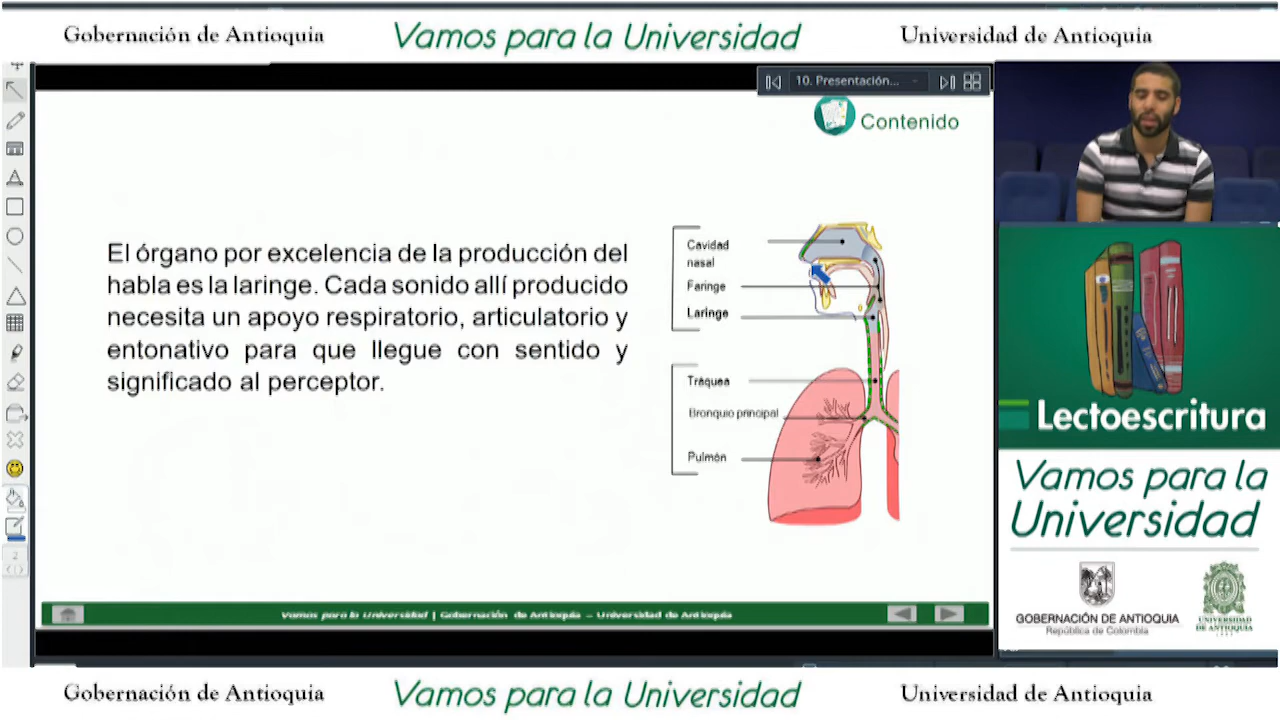 Gobernación de Antioquia
Vamos para la Universidad
Universidad de Antioquia
10. Presentación...
Contenido
El órgano por excelencia de la producción del
habla es la laringe. Cada sonido allí producido
necesita un apoyo respiratorio, articulatorio y
entonativo para que llegue con sentido y
significado al perceptor.
Cavidad
nasal
Faringe
Laringe
Tráquea
Bronquio principal
Pulmón
Vamos para la Universidad | Gobernación de Antioquia – Universidad de Antioquia
Lectoescritura
Vamos para la
Universidad
GOBERNACIÓN DE ANTIOQUIA
República de Colombia
UNIVERSIDAD
DE ANTIOQUIA
Gobernación de Antioquia
Vamos para la Universidad
Universidad de Antioquia